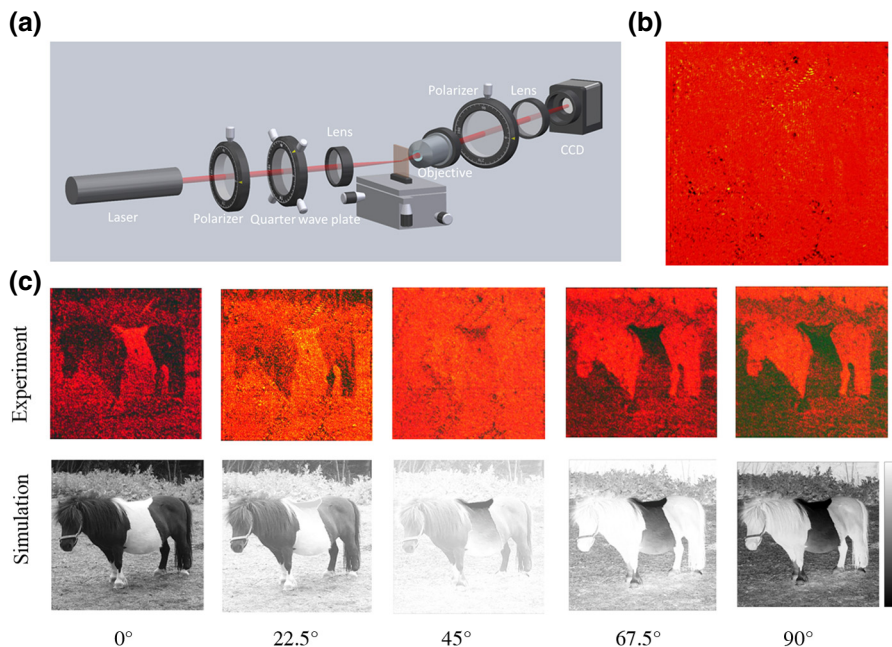 (a)
(b)
Polarizer
Lens
Lens
CCD
Objective
Laser
Polarizer
Quarter wave plate
(c)
Experiment
Simulation
0°
22.5°
45°
67.5°
90°